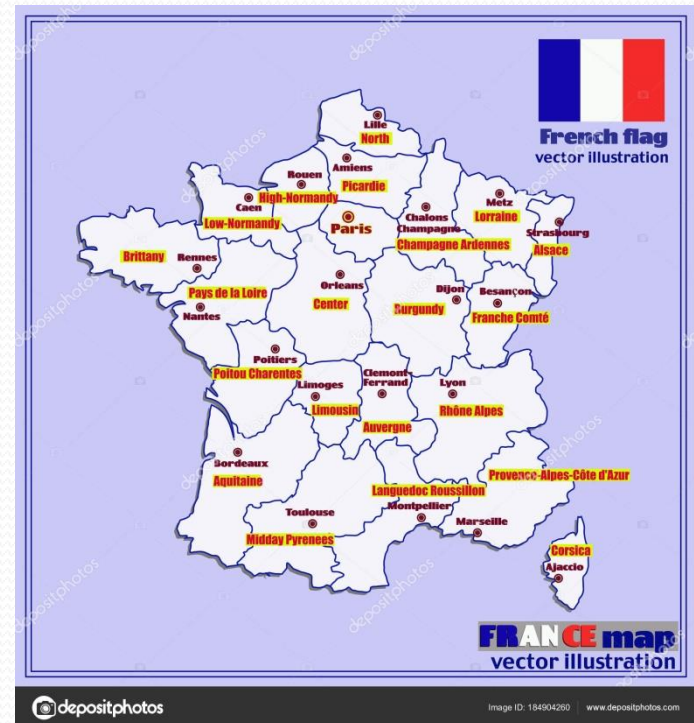 French flag
vector illustration
Lille
North
Amiens
Picardie
Rouen
High-Normandy
Caen
Low-Normandy
Paris
Chalons
Champagne
Champagne Ardennes
Metz
Lorraine
Strasbourg
Alsace
Brittany
Rennes
Pays de la Loire
Nantes
Orleans
Center
Dijon
Burgundy
Besançon
Franche Comté
Poitiers
Poitou Charentes
Limoges
Limousin
Clemont-
Ferrand
Auvergne
Lyon
Rhône Alpes
Bordeaux
Aquitaine
Provence-Alpes-Côte d'Azur
Languedoc Roussillon
Montpellier
Marseille
Toulouse
Midday Pyrenees
Corsica
Ajaccio
FRANCE map
vector illustration
depositphotos
Image ID: 184904260
www.depositphotos.com